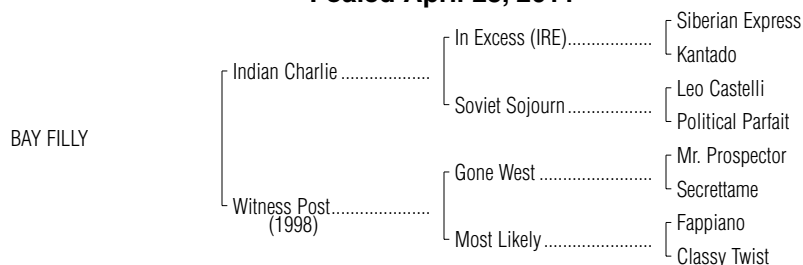 Foaled April 2011
Siberian Express
In Excess (IRE)
Kantado
Indian Charlie
Leo Castelli
Soviet Sojourn
Political Parfait
BAY FILLY
Mr. Prospector
Gone West
Secrettame
Witness Post
(1998)
Fappiano
Most Likely
Classy Twist